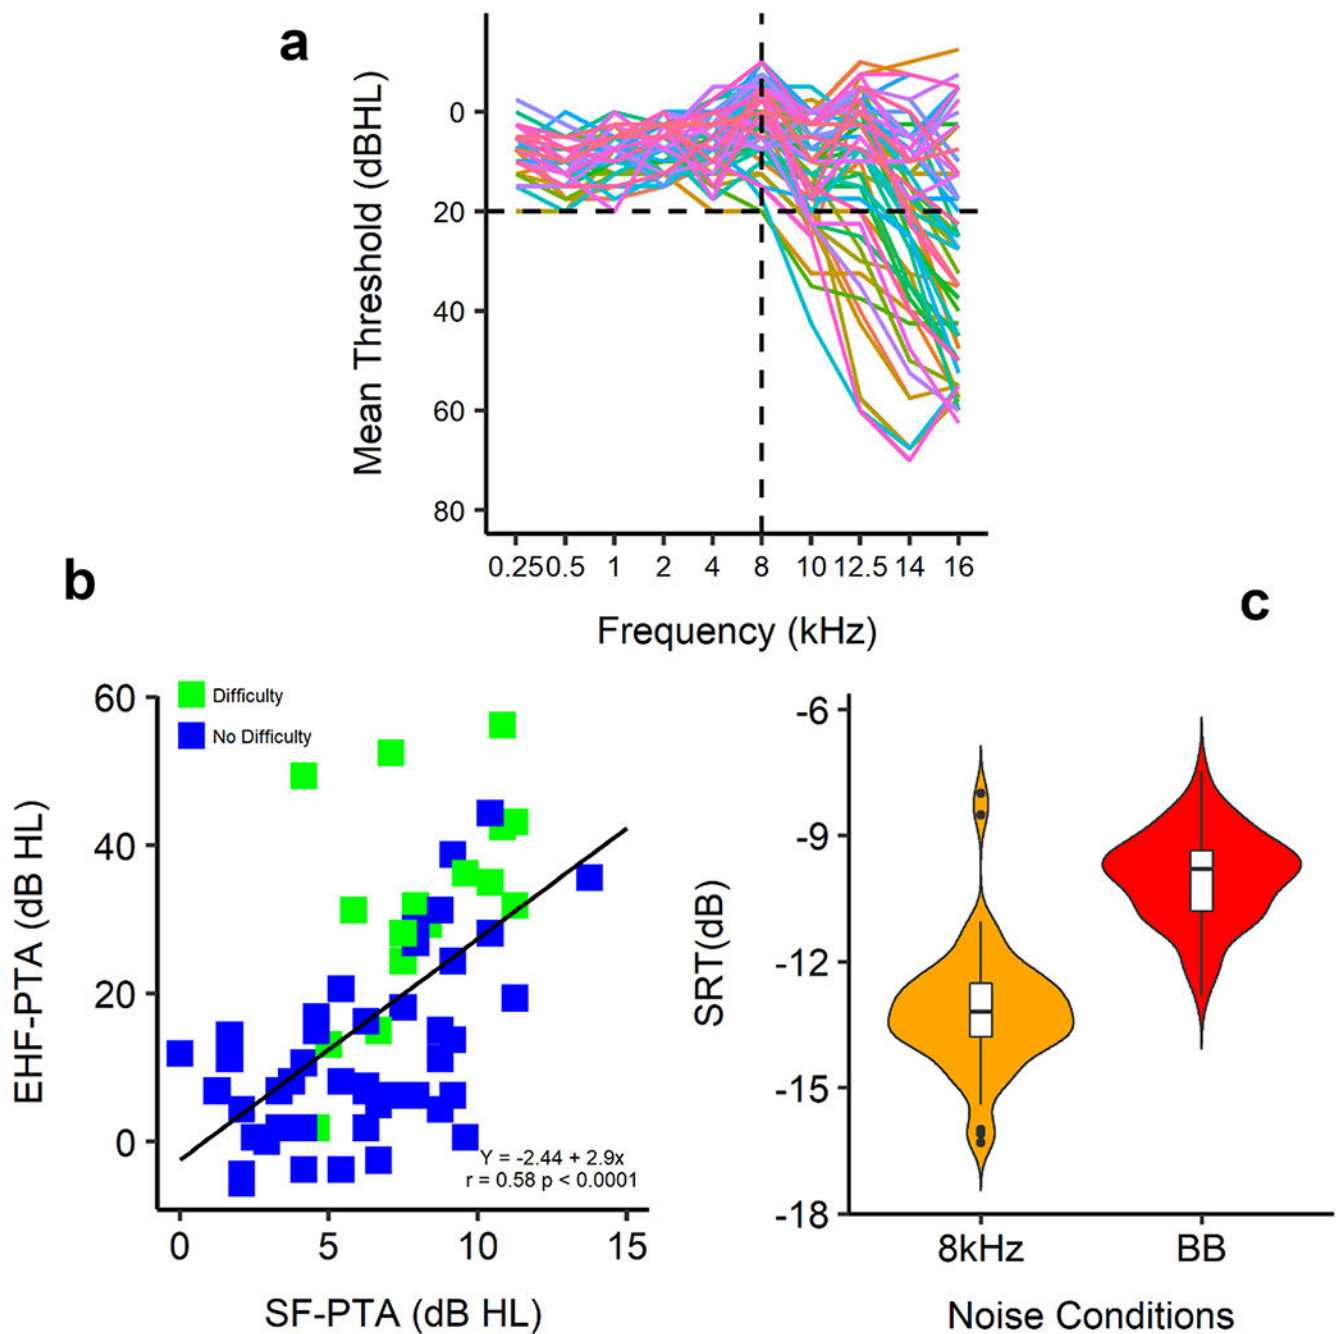 a
Mean Threshold (dBHL)
0
20
40
60
80
0.25 0.5 1 2 4 8 10 12.5 14 16
Frequency (kHz)
b
EHF-PTA (dB HL)
60
40
20
0
Difficulty
No Difficulty
Y = -2.44 + 2.9x
r = 0.58 p < 0.0001
0 5 10 15
SF-PTA (dB HL)
c
SRT(dB)
-6
-9
-12
-15
-18
8kHz BB
Noise Conditions